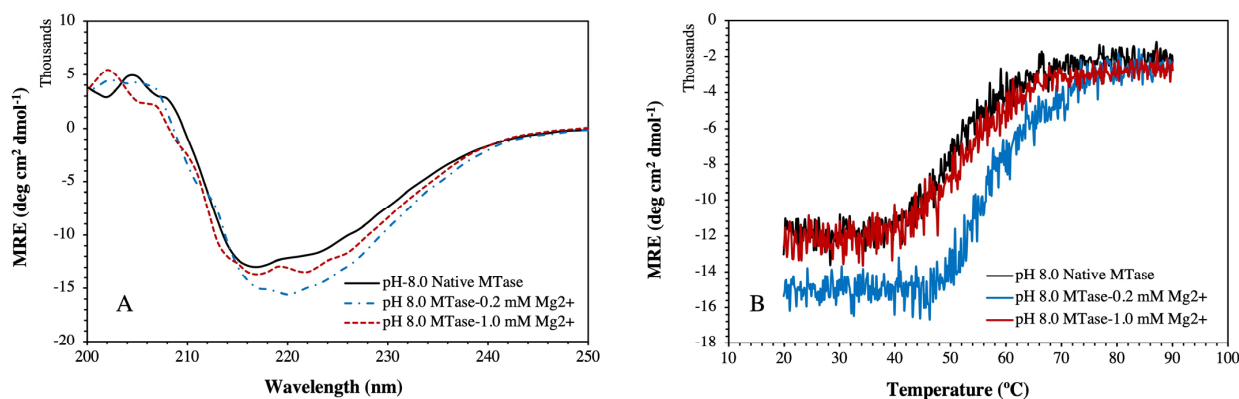 10
5
0
-5
-10
-15
-20
Thousands
MRE (deg cm² dmol⁻¹)
A
pH-8.0 Native MTase
pH 8.0 MTase-0.2 mM Mg2+
pH 8.0 MTase-1.0 mM Mg2+
200 210 220 230 240 250
Wavelength (nm)
0
-2
-4
-6
-8
-10
-12
-14
-16
-18
Thousands
MRE (deg cm² dmol⁻¹)
B
pH 8.0 Native MTase
pH 8.0 MTase-0.2 mM Mg2+
pH 8.0 MTase-1.0 mM Mg2+
10 20 30 40 50 60 70 80 90 100
Temperature (ºC)